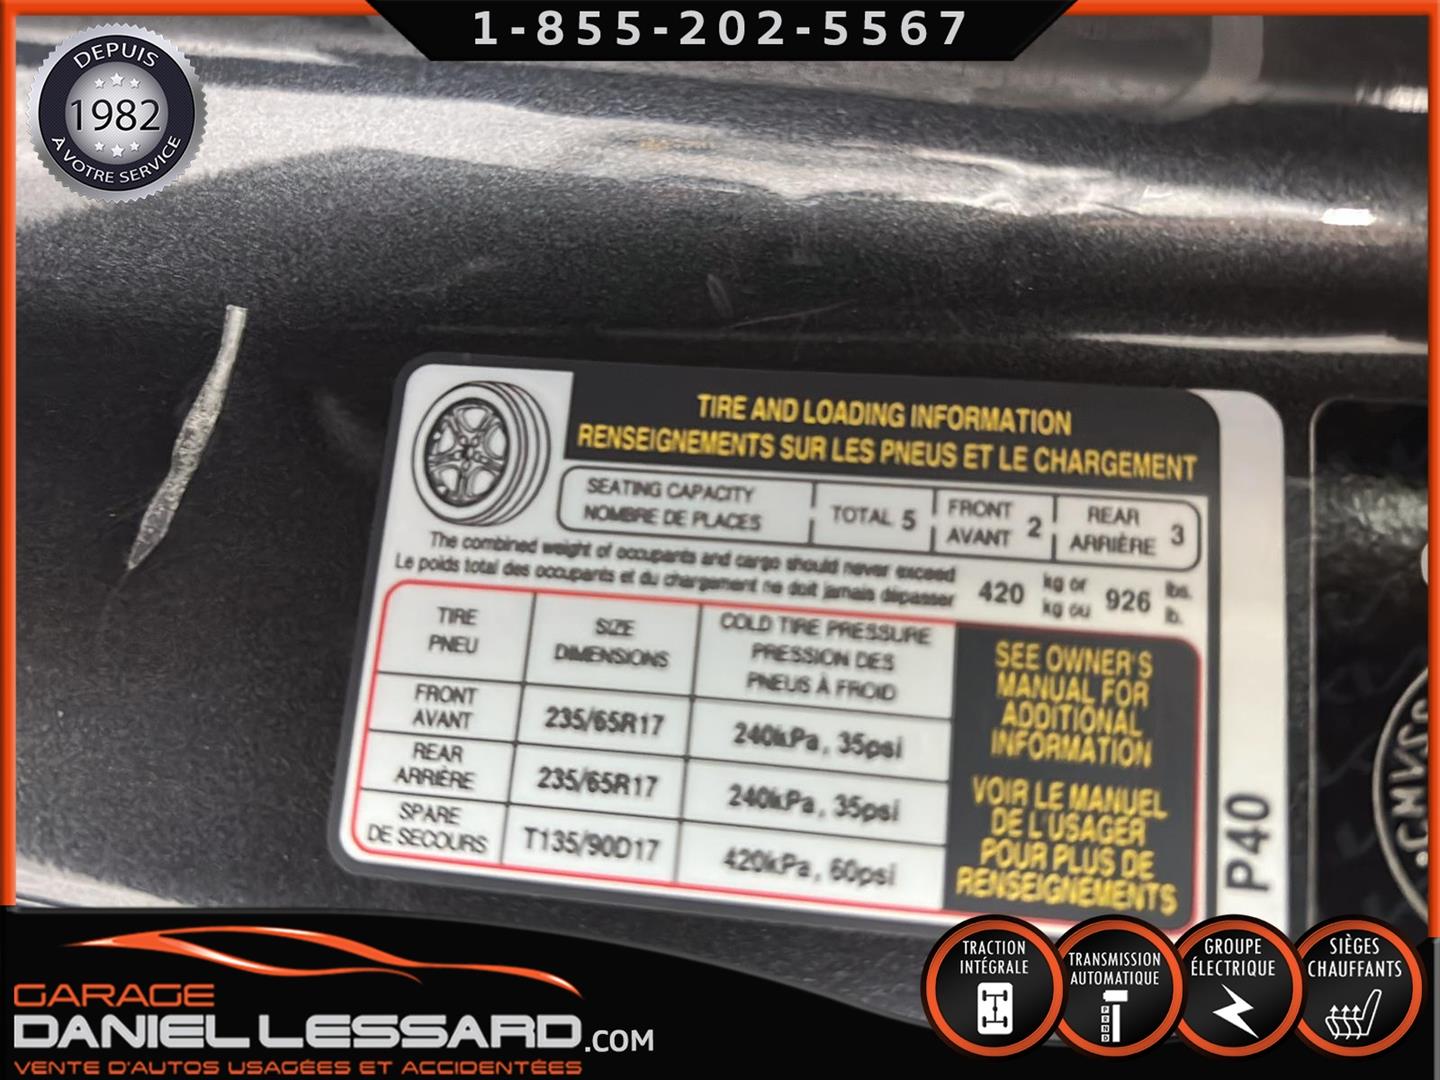 1-855-202-5567
DEPUIS
1982
À VOTRE SERVICE
TIRE AND LOADING INFORMATION
RENSEIGNEMENTS SUR LES PNEUS ET LE CHARGEMENT
SEATING CAPACITY
NOMBRE DE PLACES
TOTAL 5
FRONT
AVANT
2
REAR
ARRIÈRE
3
The combined weight of occupants and cargo should never exceed
Le poids total des occupants et du chargement ne doit jamais dépasser
420
kg or
kg ou
926
lbs.
lb.
TIRE
PNEU
SIZE
DIMENSIONS
COLD TIRE PRESSURE
PRESSION DES
PNEUS À FROID
FRONT
AVANT
235/65R17
240kPa, 35psi
REAR
ARRIÈRE
235/65R17
240kPa, 35psi
SPARE
DE SECOURS
T135/90D17
420kPa, 60psi
SEE OWNER'S
MANUAL FOR
ADDITIONAL
INFORMATION
VOIR LE MANUEL
DE L'USAGER
POUR PLUS DE
RENSEIGNEMENTS
P40
GARAGE
DANIEL LESSARD.COM
VENTE D'AUTOS USAGÉES ET ACCIDENTÉES
TRACTION
INTÉGRALE
TRANSMISSION
AUTOMATIQUE
GROUPE
ÉLECTRIQUE
SIÈGES
CHAUFFANTS